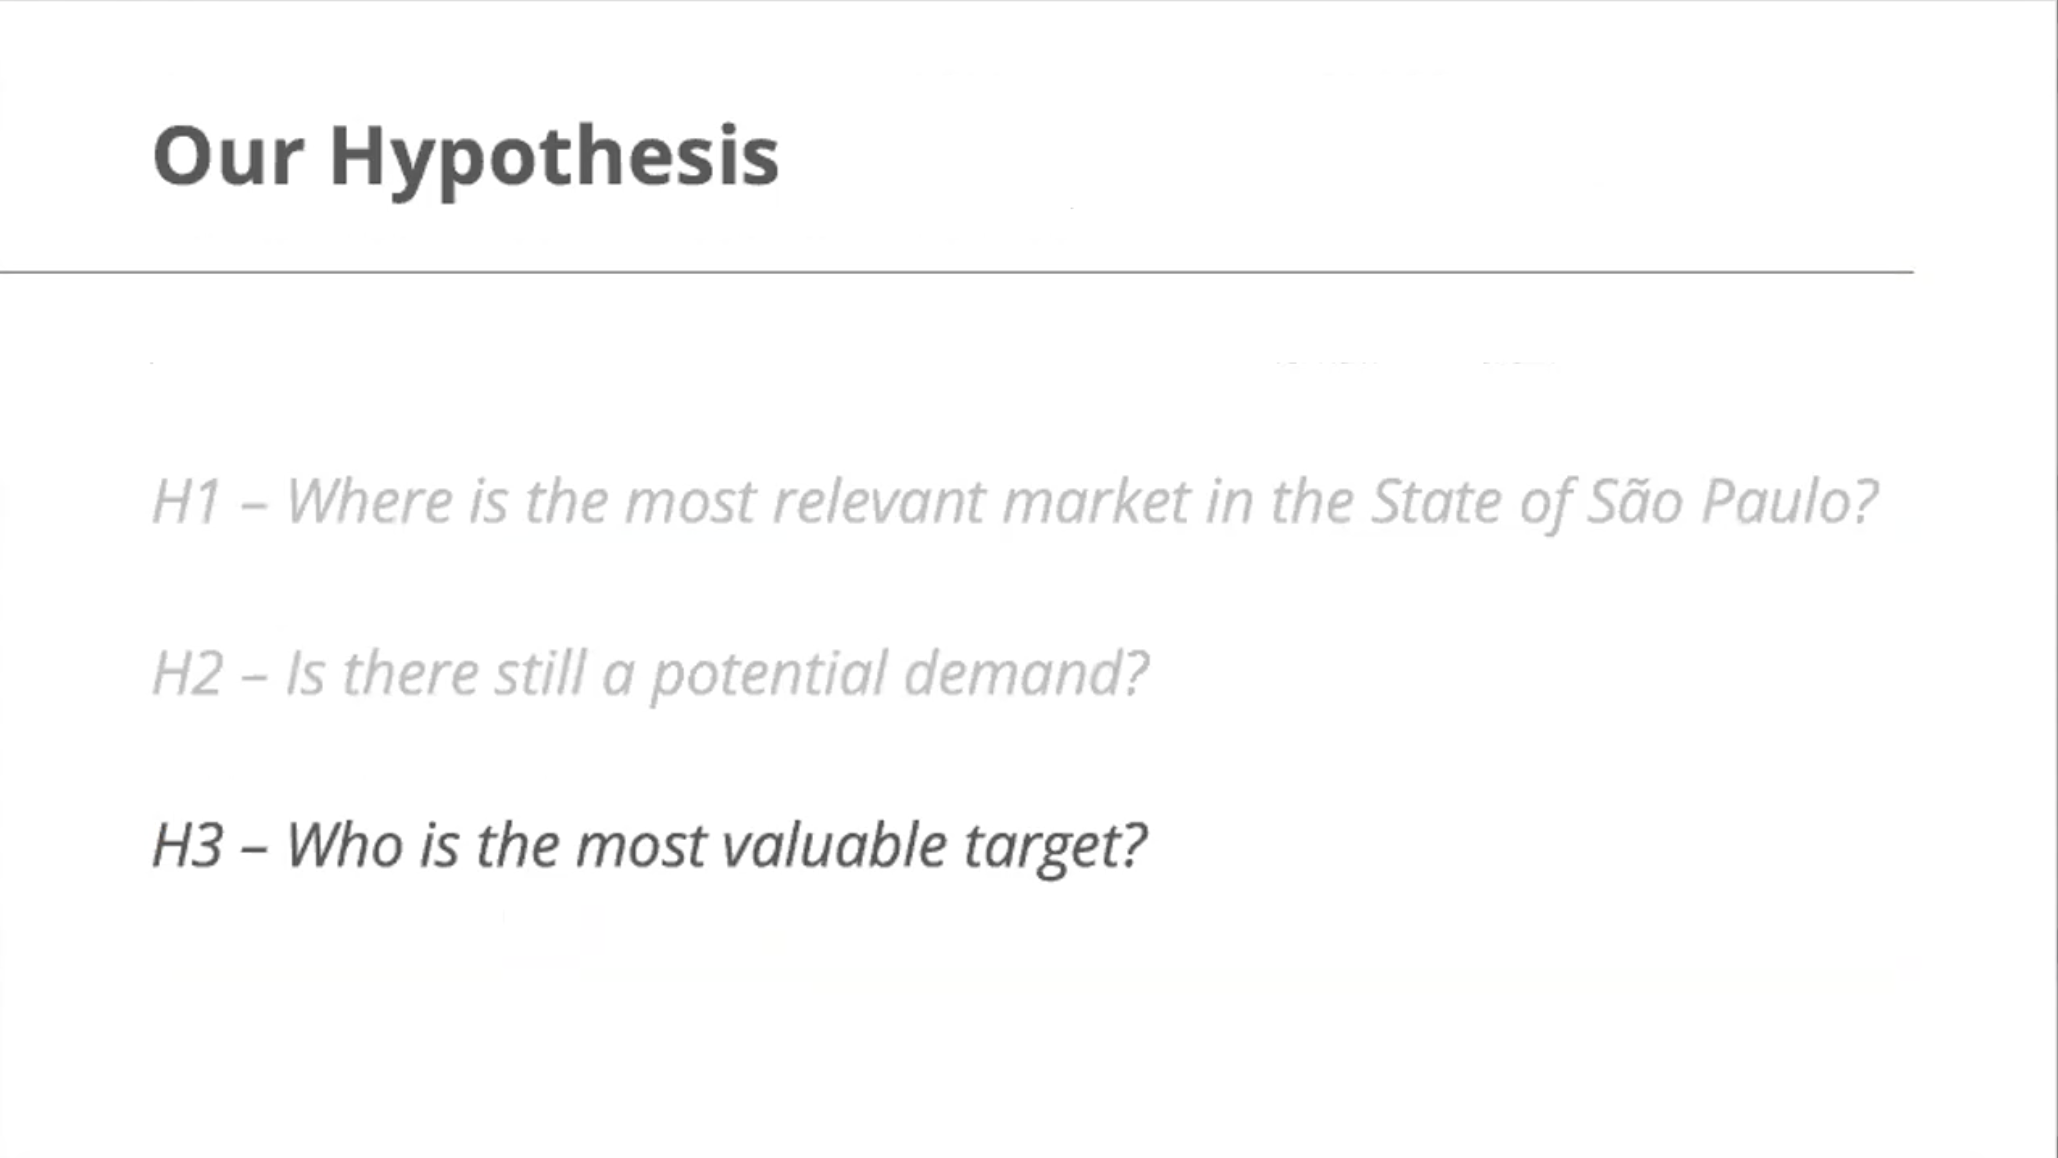 Our Hypothesis
H1 – Where is the most relevant market in the State of São Paulo?
H2 – Is there still a potential demand?
H3 – Who is the most valuable target?